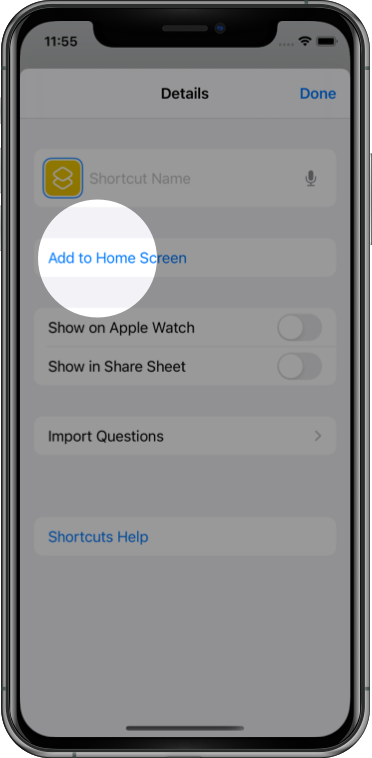 11:55
Details
Done
Shortcut Name
Add to Home Screen
Show on Apple Watch
Show in Share Sheet
Import Questions
Shortcuts Help